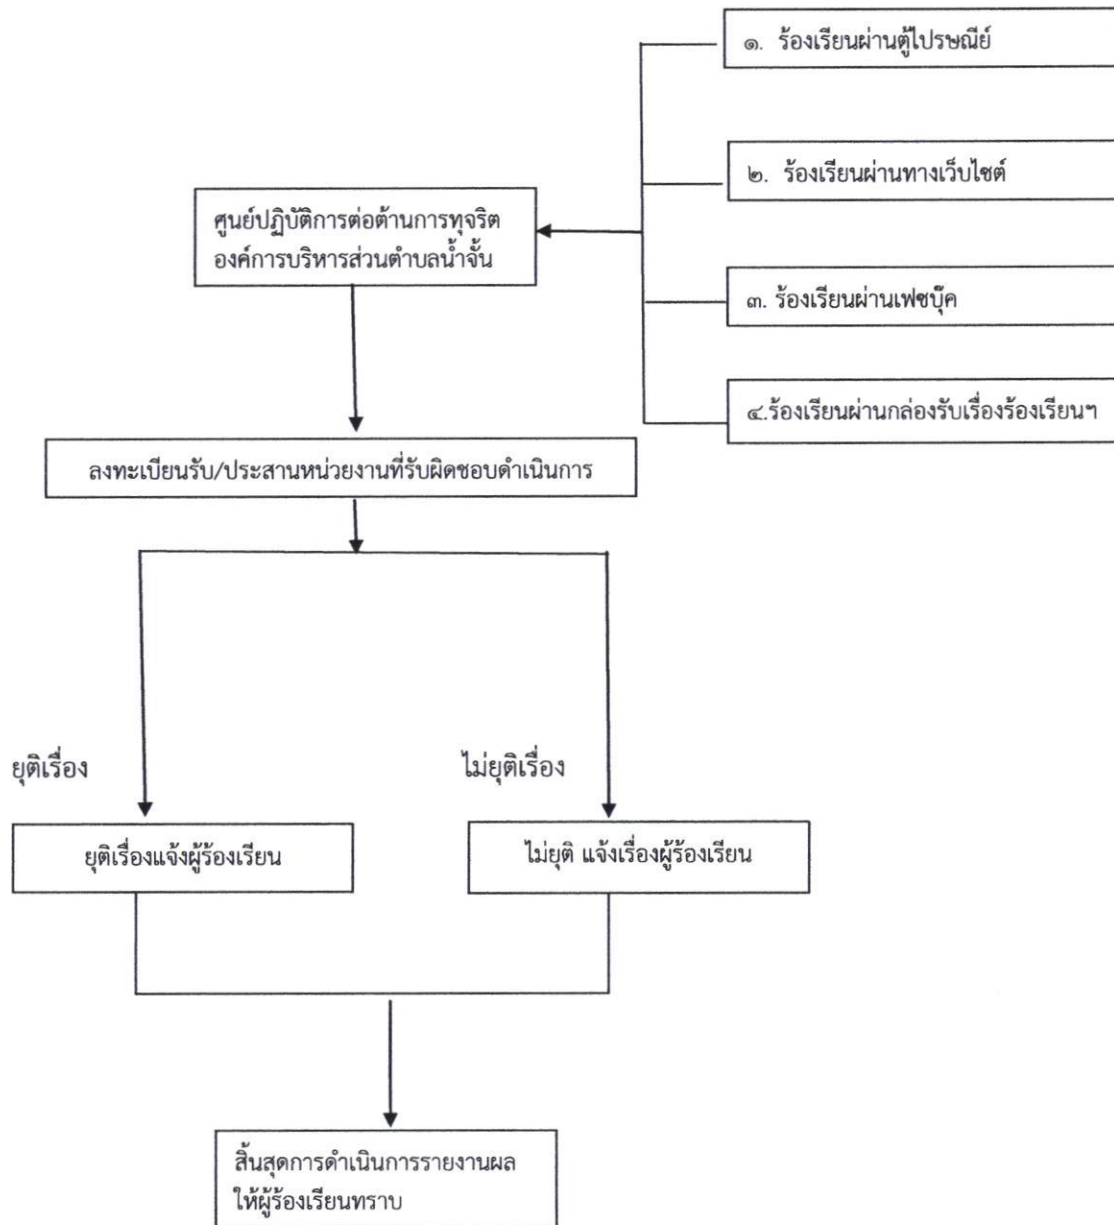 ๑. ร้องเรียนผ่านตู้ไปรษณีย์
๒. ร้องเรียนผ่านทางเว็บไซต์
ศูนย์ปฏิบัติการต่อต้านการทุจริต
องค์การบริหารส่วนตำบลน้ำจั้น
๓. ร้องเรียนผ่านเฟซบุ๊ค
๔.ร้องเรียนผ่านกล่องรับเรื่องร้องเรียนฯ
ลงทะเบียนรับ/ประสานหน่วยงานที่รับผิดชอบดำเนินการ
ยุติเรื่อง
ไม่ยุติเรื่อง
ยุติเรื่องแจ้งผู้ร้องเรียน
ไม่ยุติ แจ้งเรื่องผู้ร้องเรียน
สิ้นสุดการดำเนินการรายงานผล
ให้ผู้ร้องเรียนทราบ